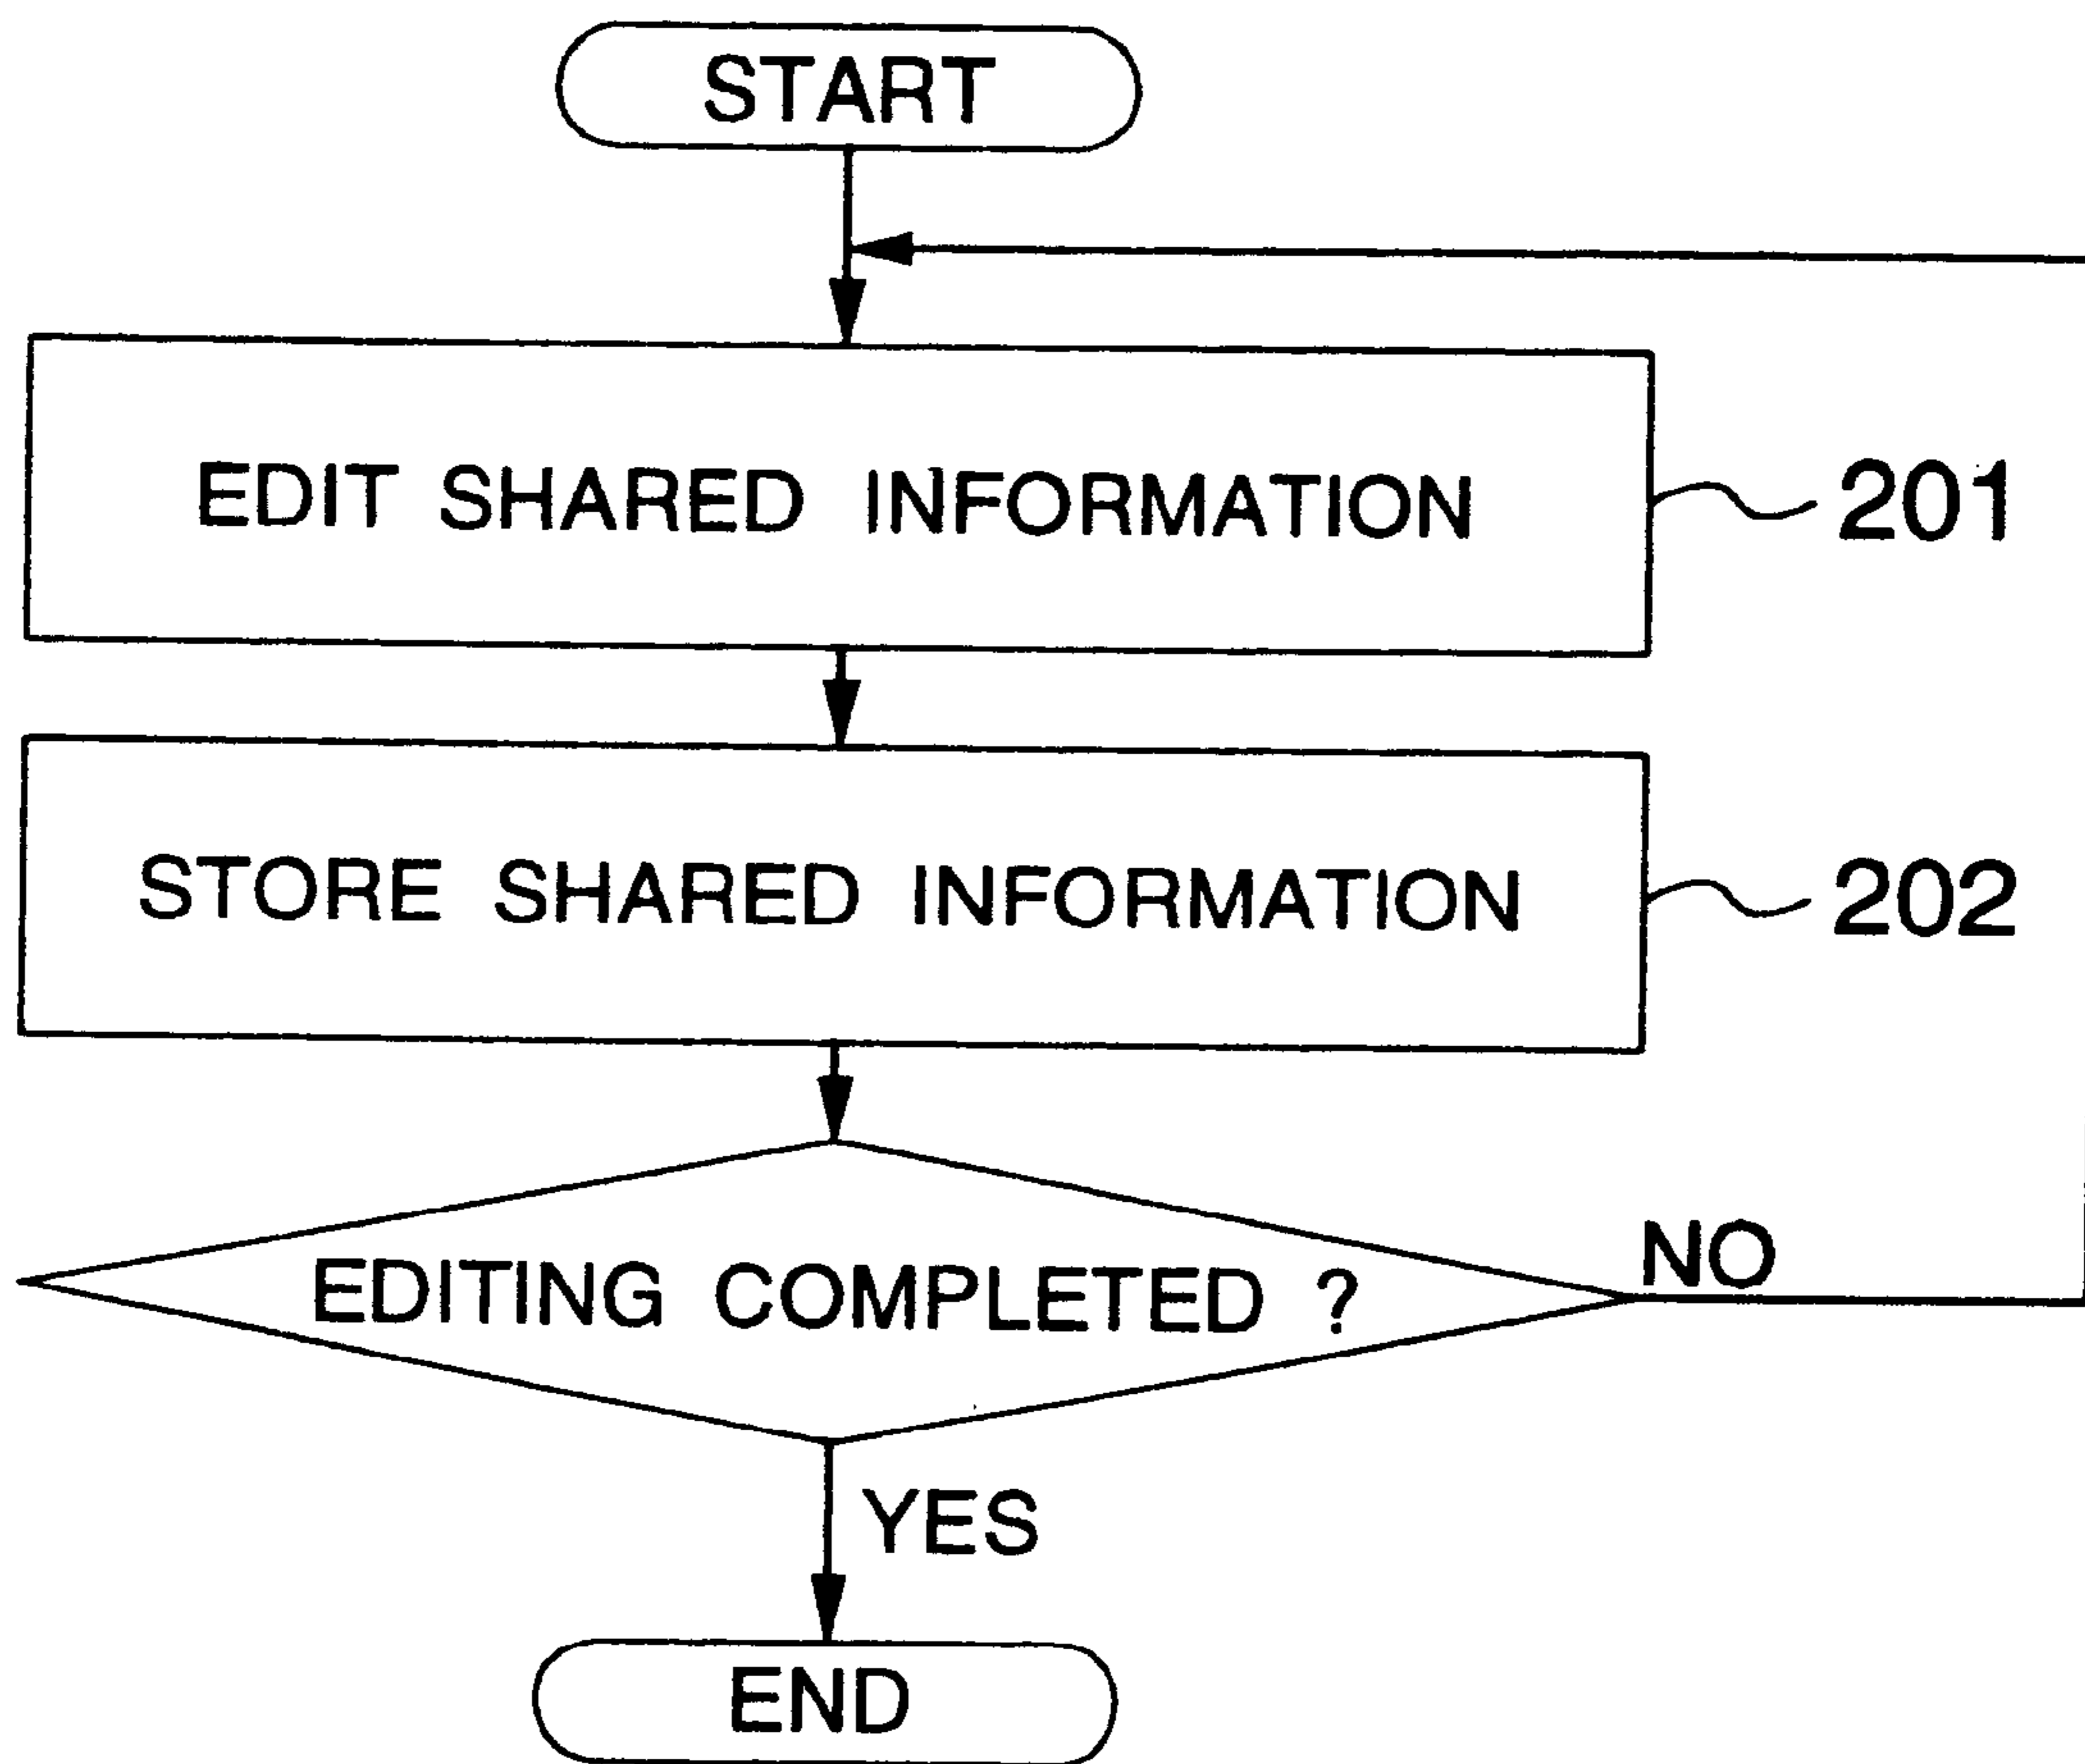 START
EDIT SHARED INFORMATION
201
STORE SHARED INFORMATION
202
EDITING COMPLETED ?
NO
YES
END